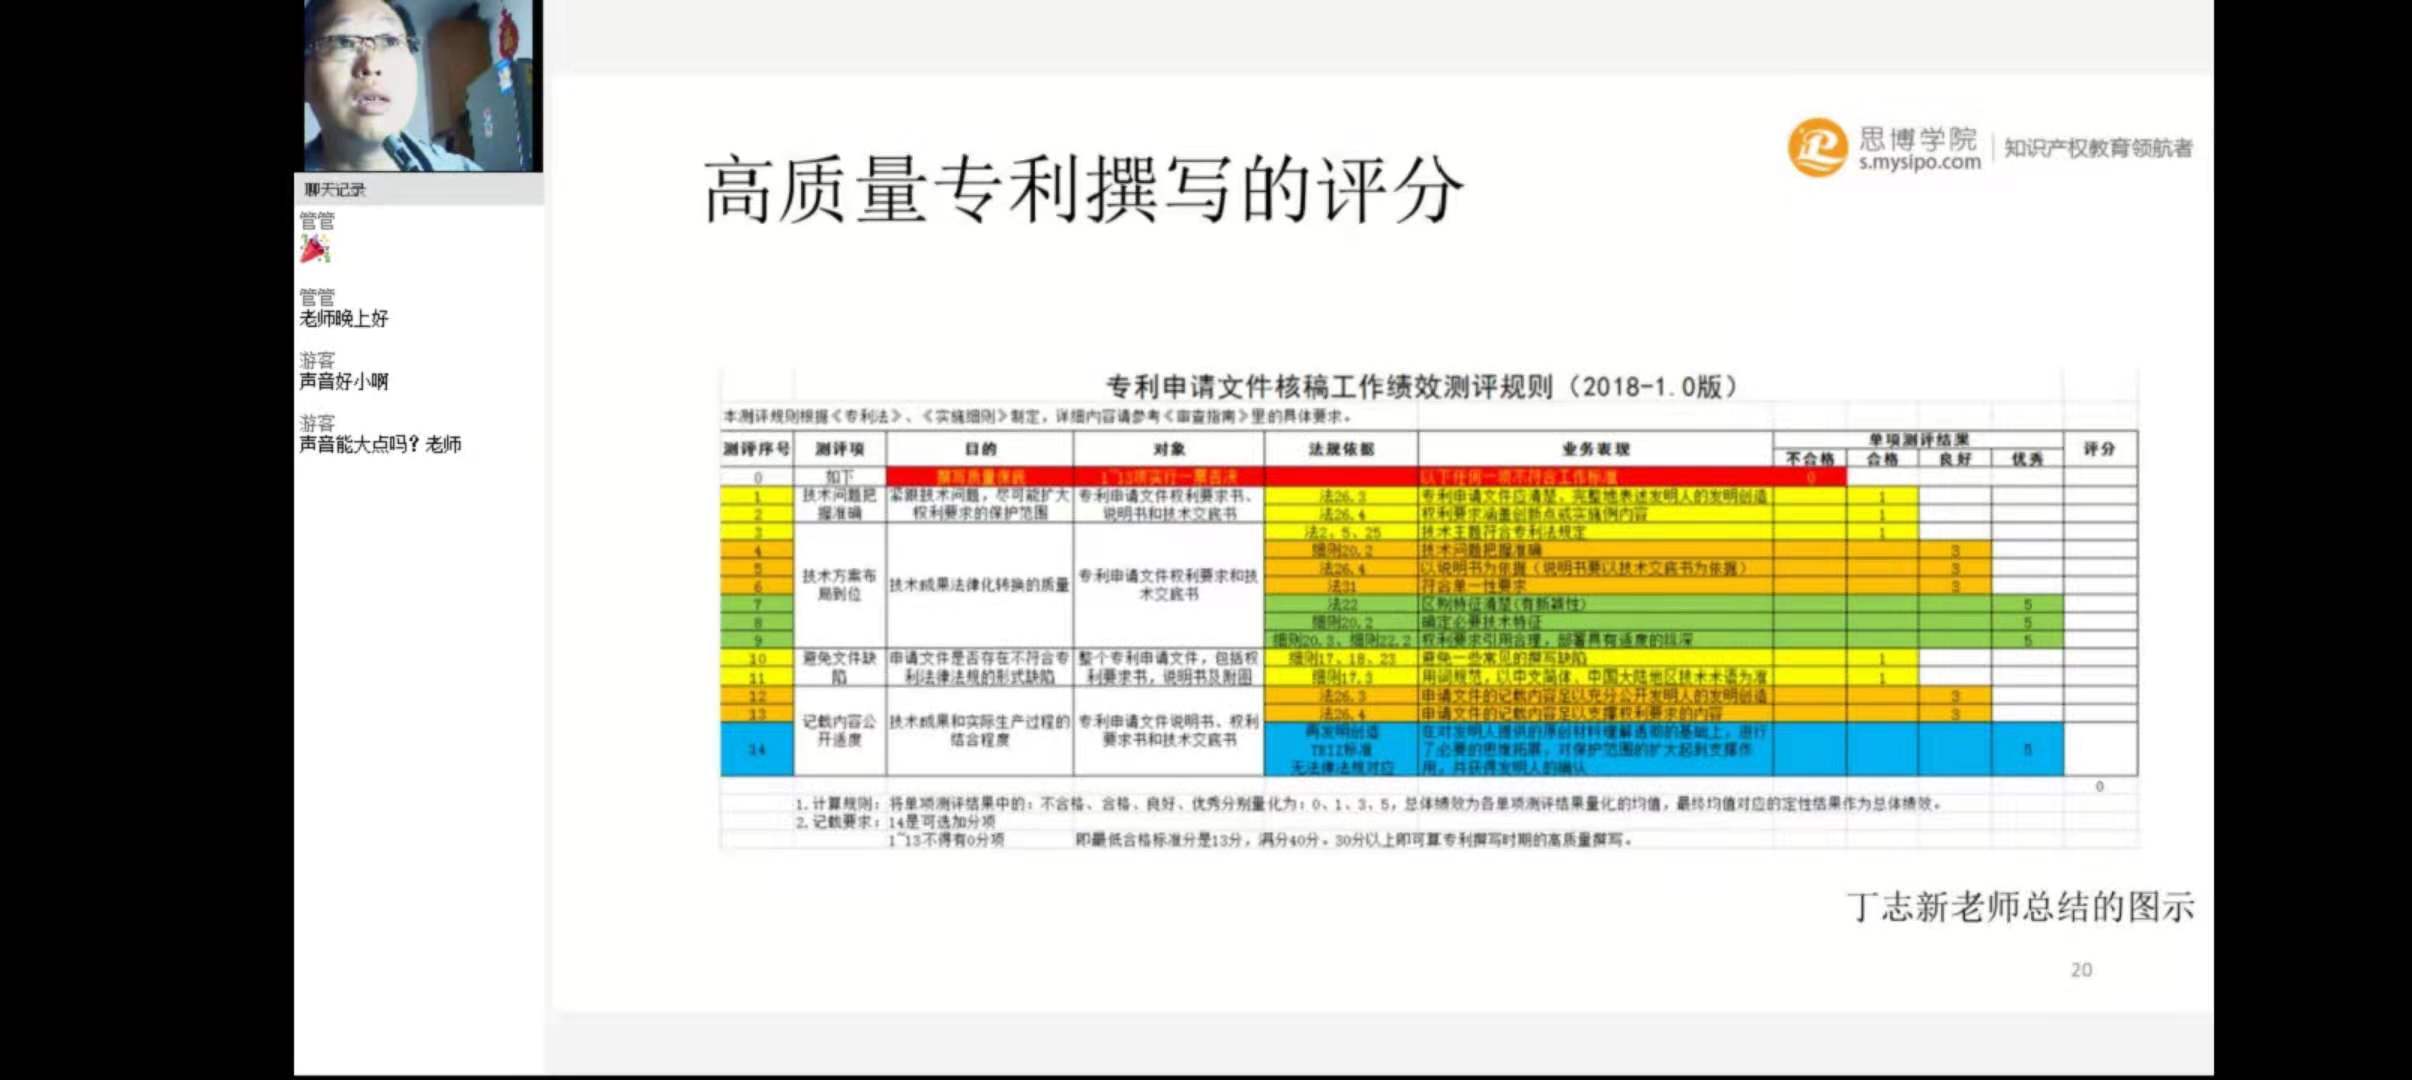 聊天记录
管管
管管
老师晚上好
游客
声音好小啊
游客
声音能大点吗？老师
思博学院
s.mysipo.com
知识产权教育领航者
高质量专利撰写的评分
专利申请文件核稿工作绩效测评规则（2018-1.0版）
本测评规则根据《专利法》、《实施细则》制定，详细内容请参考《审查指南》里的具体要求。
测评序号 测评项 目的 对象 法规依据 业务表现 单项测评结果 评分
不合格 合格 良好 优秀
0 如下 撰写质量保底 1~13项实行一票否决 以下任何一项不符合工作标准 0
技术问题把握准确 紧跟技术问题，尽可能扩大权利要求的保护范围 专利申请文件权利要求书、说明书和技术交底书
1 法26.3 专利申请文件应清楚、完整地表述发明人的发明创造 1
2 法26.4 权利要求涵盖创新点或实施例内容 1
技术方案布局到位 技术成果法律化转换的质量 专利申请文件权利要求和技术交底书
3 法2、5、25 技术主题符合专利法规定 1
4 细则20.2 技术问题把握准确 3
5 法26.4 以说明书为依据（说明书要以技术交底书为依据） 3
6 法31 符合单一性要求 3
7 法22 区别特征清楚(有新颖性) 5
8 细则20.2 确定必要技术特征 5
9 细则20.3、细则22.2 权利要求引用合理，部署具有适度的纵深 5
避免文件缺陷 申请文件是否存在不符合专利法律法规的形式缺陷 整个专利申请文件，包括权利要求书，说明书及附图
10 细则17、18、23 避免一些常见的撰写缺陷 1
11 细则17.3 用词规范，以中文简体、中国大陆地区技术术语为准 1
记载内容公开适度 技术成果和实际生产过程的结合程度 专利申请文件说明书、权利要求书和技术交底书
12 法26.3 申请文件的记载内容足以充分公开发明人的发明创造 3
13 法26.4 申请文件的记载内容足以支撑权利要求的内容 3
14 再发明创造 TRIZ标准 无法律法规对应 在对发明人提供的原创材料理解透彻的基础上，进行了必要的思维拓展，对保护范围的扩大起到支撑作用，并获得发明人的确认 5
0
1.计算规则：将单项测评结果中的：不合格、合格、良好、优秀分别量化为：0、1、3、5，总体绩效为各单项测评结果量化的均值，最终均值对应的定性结果作为总体绩效。
2.记载要求：14是可选加分项
1~13不得有0分项 即最低合格标准分是13分，满分40分。30分以上即可算专利撰写时期的高质量撰写。
丁志新老师总结的图示
20